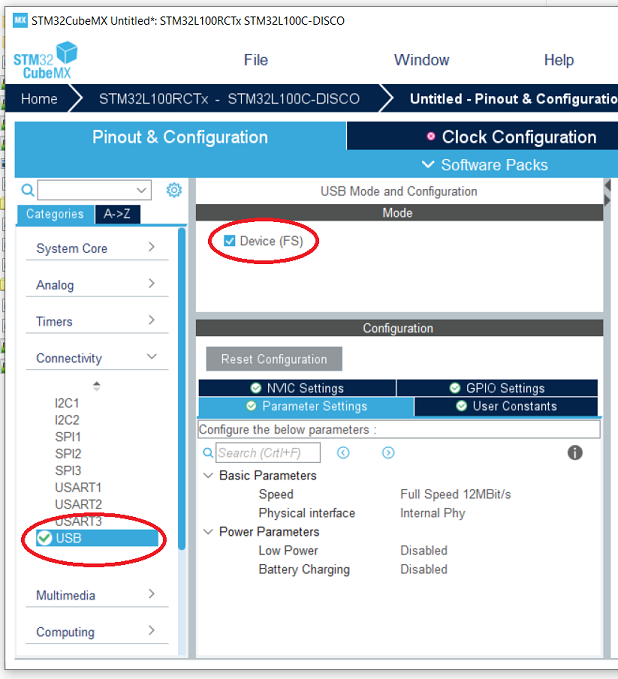 MX STM32CubeMX Untitled*: STM32L100RCTx STM32L100C-DISCO
STM32
CubeMX
File
Window
Help
Home
STM32L100RCTx - STM32L100C-DISCO
Untitled - Pinout & Configuratio
Pinout & Configuration
Clock Configuration
Software Packs
Categories
A->Z
System Core
Analog
Timers
Connectivity
I2C1
I2C2
SPI1
SPI2
SPI3
USART1
USART2
USART3
USB
Multimedia
Computing
USB Mode and Configuration
Mode
Device (FS)
Configuration
Reset Configuration
NVIC Settings
GPIO Settings
Parameter Settings
User Constants
Configure the below parameters :
Search (Crtl+F)
Basic Parameters
Speed Full Speed 12MBit/s
Physical interface Internal Phy
Power Parameters
Low Power Disabled
Battery Charging Disabled